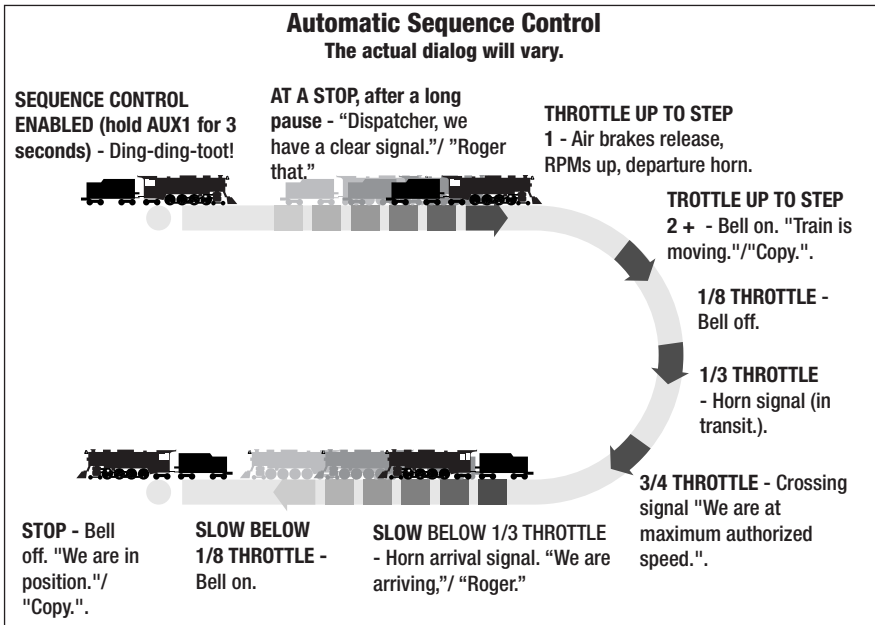 Automatic Sequence Control
The actual dialog will vary.
SEQUENCE CONTROL
ENABLED (hold AUX1 for 3
seconds) - Ding-ding-toot!
AT A STOP, after a long
pause - “Dispatcher, we
have a clear signal.”/ ”Roger
that.”
THROTTLE UP TO STEP
1 - Air brakes release,
RPMs up, departure horn.
TROTTLE UP TO STEP
2 + - Bell on. "Train is
moving."/"Copy.".
1/8 THROTTLE -
Bell off.
1/3 THROTTLE
- Horn signal (in
transit.).
3/4 THROTTLE - Crossing
signal "We are at
maximum authorized
speed.".
SLOW BELOW 1/3 THROTTLE
- Horn arrival signal. “We are
arriving,”/ “Roger.”
SLOW BELOW
1/8 THROTTLE -
Bell on.
STOP - Bell
off. "We are in
position."/
"Copy.".